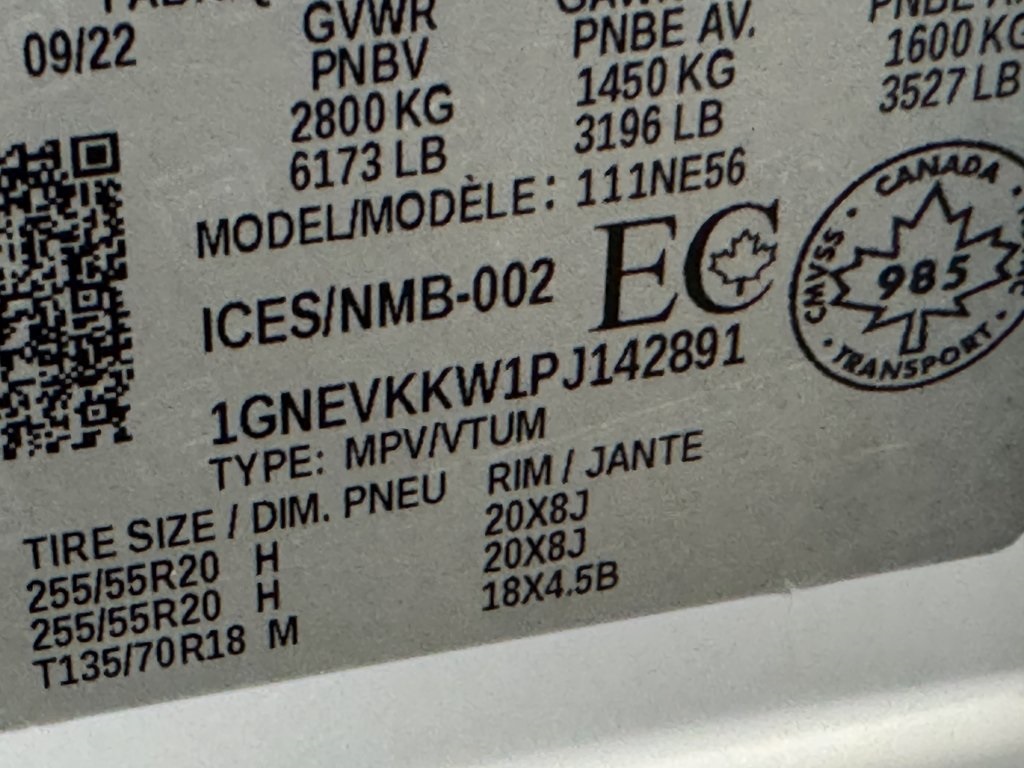 09/22
GVWR
PNBV
2800 KG
6173 LB
PNBE AV.
1450 KG
3196 LB
1600 KG
3527 LB
MODEL/MODÈLE: 111NE56
ICES/NMB-002 EC
CANADA
CMVSS
985
TRANSPORT
1GNEVKKW1PJ142891
TYPE: MPV/VTUM
TIRE SIZE / DIM. PNEU RIM / JANTE
255/55R20 H 20X8J
255/55R20 H 20X8J
T135/70R18 M 18X4.5B